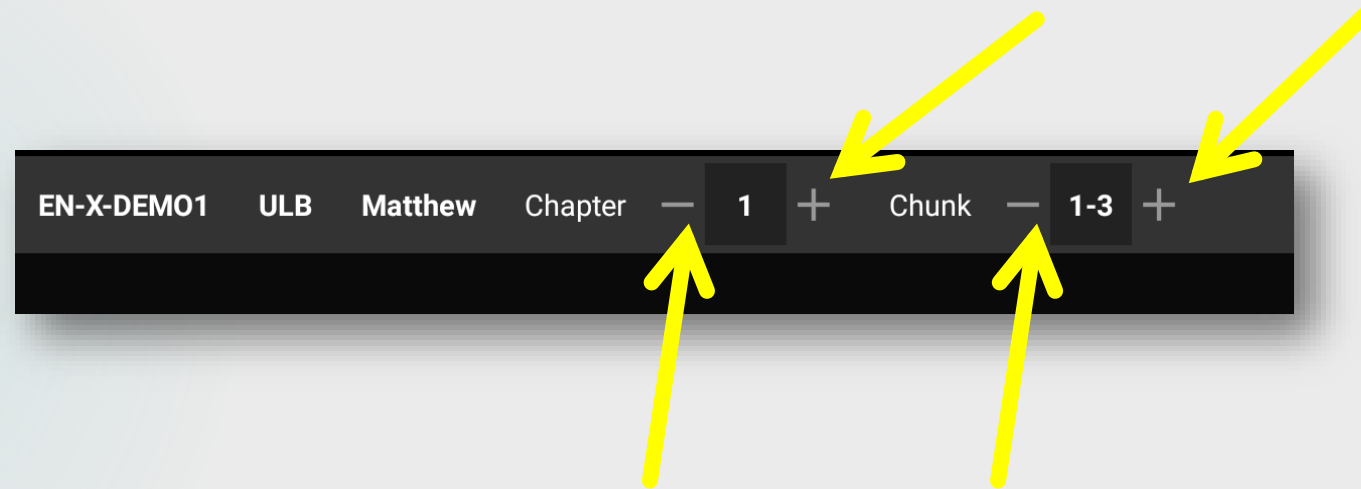 EN-X-DEMO1 ULB Matthew Chapter — 1 + Chunk — 1-3 +